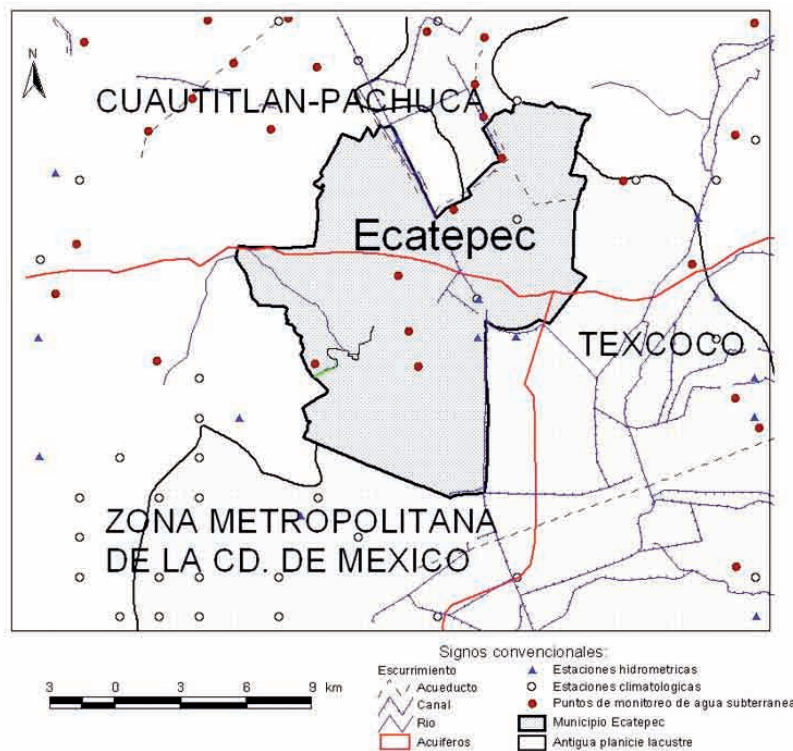 N
CUAUTITLAN-PACHUCA
Ecatepec
TEXCOCO
ZONA METROPOLITANA
DE LA CD. DE MEXICO
3 0 3 6 9 km
Signos convencionales:
Escurrimiento
Acueducto
Canal
Rio
Acuiferos
Estaciones hidrometricas
Estaciones climatologicas
Puntos de monitoreo de agua subterranea
Municipio Ecatepec
Antigua planicie lacustre